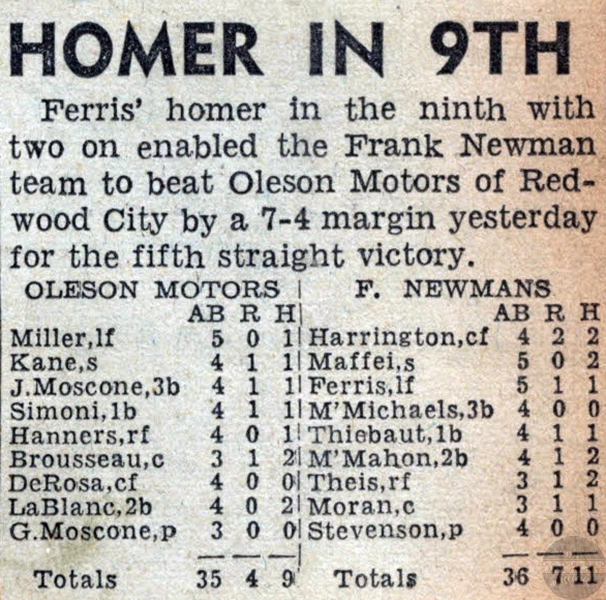 HOMER IN 9TH
Ferris' homer in the ninth with
two on enabled the Frank Newman
team to beat Oleson Motors of Red-
wood City by a 7-4 margin yesterday
for the fifth straight victory.
OLESON MOTORS
AB R H
Miller,lf 5 0 1
Kane,s 4 1 1
J.Moscone,3b 4 1 1
Simoni,1b 4 1 1
Hanners,rf 4 0 1
Brousseau,c 3 1 2
DeRosa,cf 4 0 0
LaBlanc,2b 4 0 2
G.Moscone,p 3 0 0
Totals 35 4 9
F. NEWMANS
AB R H
Harrington,cf 4 2 2
Maffei,s 5 0 2
Ferris,lf 5 1 1
M'Michaels,3b 4 0 0
Thiebaut,1b 4 1 1
M'Mahon,2b 4 1 2
Theis,rf 3 1 2
Moran,c 3 1 1
Stevenson,p 4 0 0
Totals 36 7 11